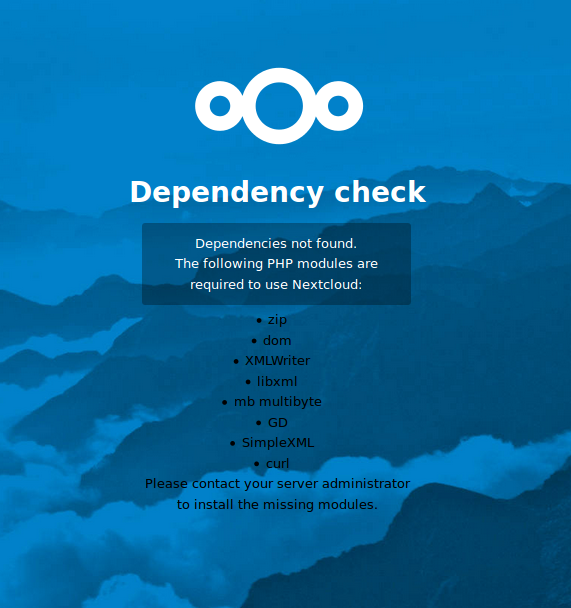 Dependency check
Dependencies not found.
The following PHP modules are
required to use Nextcloud:
• zip
• dom
• XMLWriter
• libxml
• mb multibyte
• GD
• SimpleXML
• curl
Please contact your server administrator
to install the missing modules.